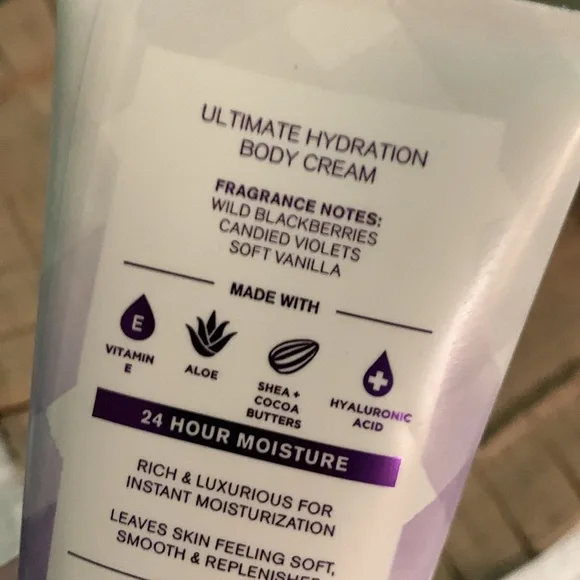 ULTIMATE HYDRATION
BODY CREAM
FRAGRANCE NOTES:
WILD BLACKBERRIES
CANDIED VIOLETS
SOFT VANILLA
MADE WITH
E
VITAMIN
E
ALOE
SHEA +
COCOA
BUTTERS
HYALURONIC
ACID
24 HOUR MOISTURE
RICH & LUXURIOUS FOR
INSTANT MOISTURIZATION
LEAVES SKIN FEELING SOFT,
SMOOTH & REPLENISHED